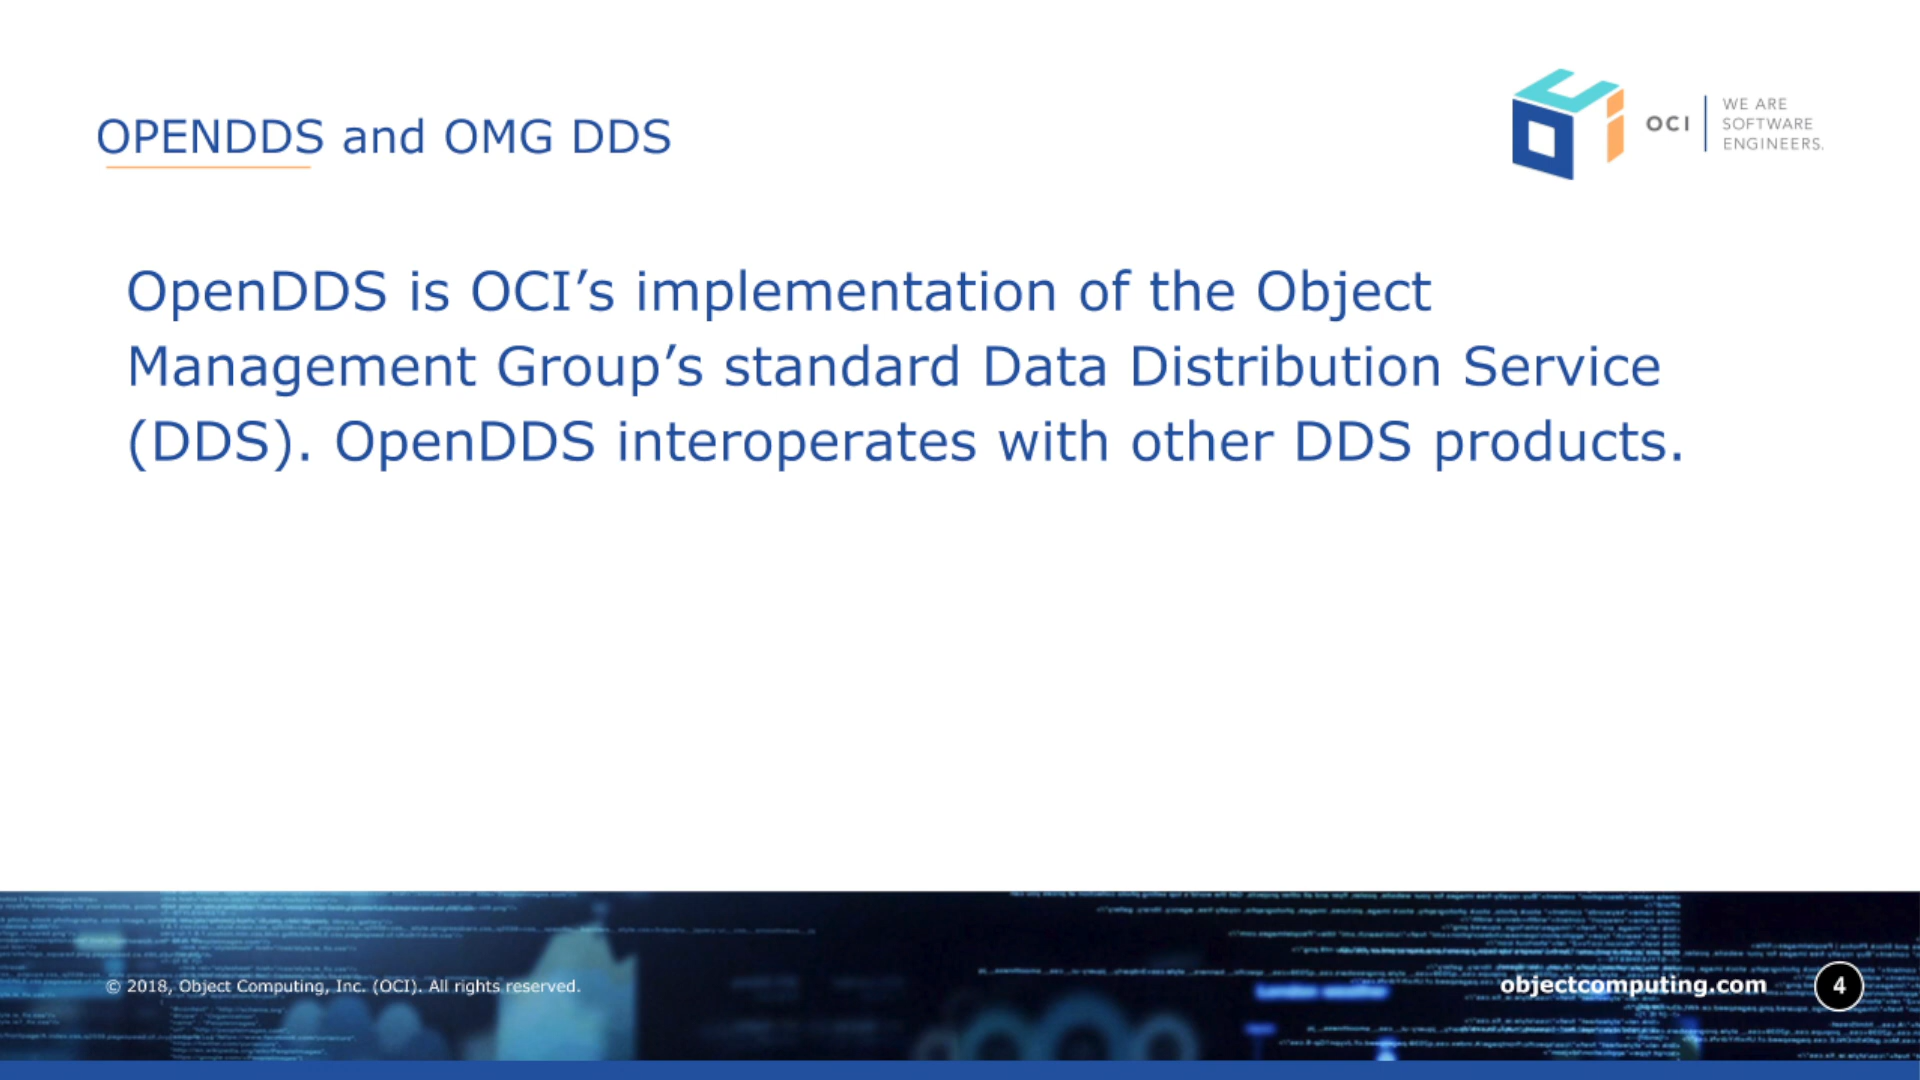 OPENDDS and OMG DDS
OCI
WE ARE
SOFTWARE
ENGINEERS.
OpenDDS is OCI’s implementation of the Object
Management Group’s standard Data Distribution Service
(DDS). OpenDDS interoperates with other DDS products.
© 2018, Object Computing, Inc. (OCI). All rights reserved.
objectcomputing.com
4